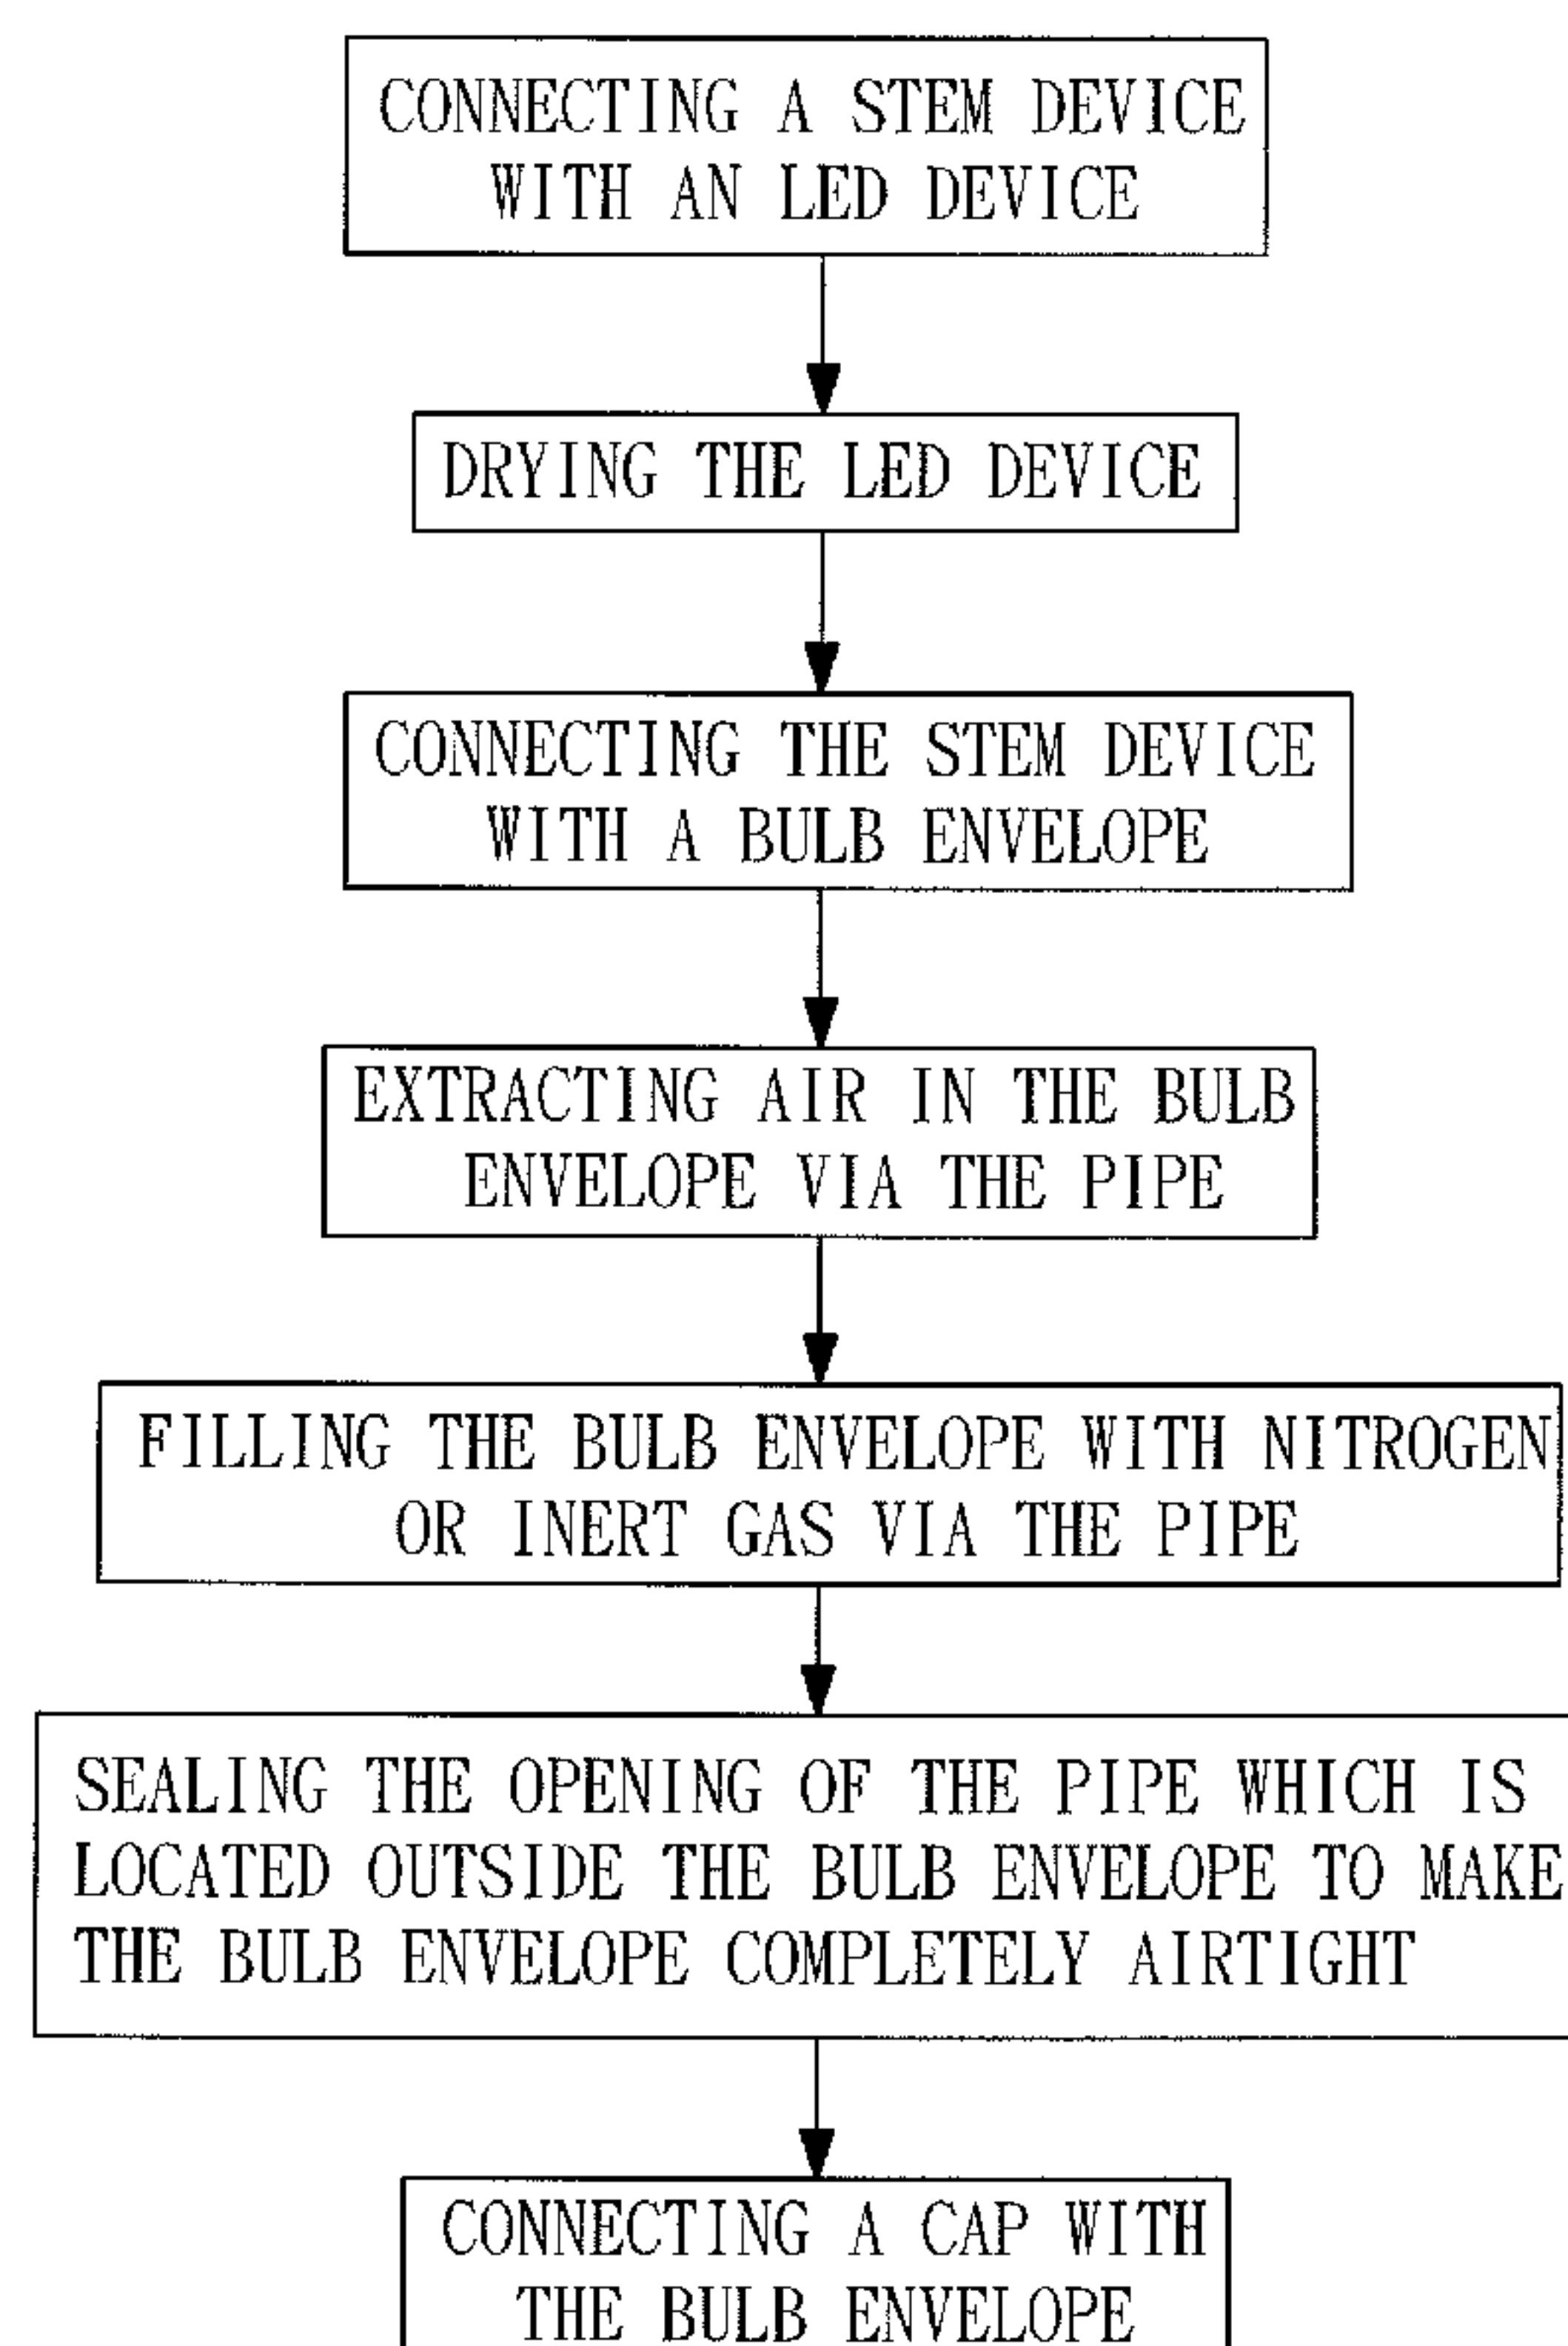 CONNECTING A STEM DEVICE
WITH AN LED DEVICE
DRYING THE LED DEVICE
CONNECTING THE STEM DEVICE
WITH A BULB ENVELOPE
EXTRACTING AIR IN THE BULB
ENVELOPE VIA THE PIPE
FILLING THE BULB ENVELOPE WITH NITROGEN
OR INERT GAS VIA THE PIPE
SEALING THE OPENING OF THE PIPE WHICH IS
LOCATED OUTSIDE THE BULB ENVELOPE TO MAKE
THE BULB ENVELOPE COMPLETELY AIRTIGHT
CONNECTING A CAP WITH
THE BULB ENVELOPE